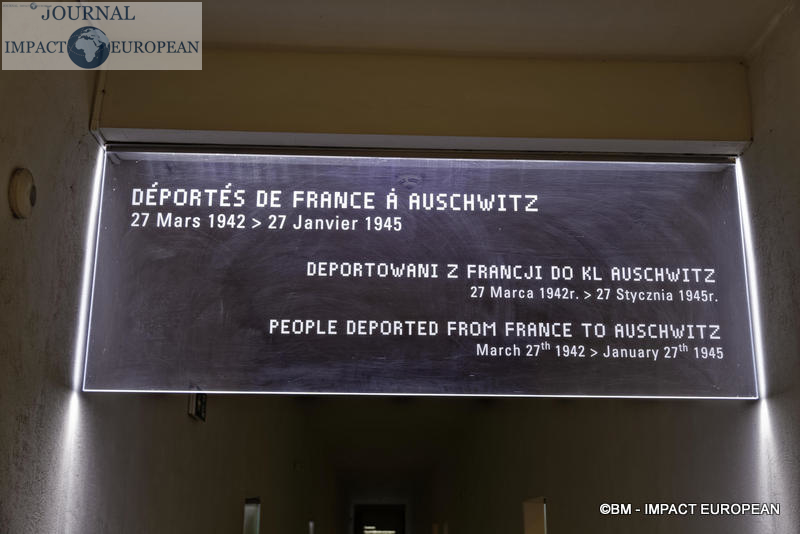 JOURNAL
IMPACT EUROPEAN
DÉPORTÉS DE FRANCE À AUSCHWITZ
27 Mars 1942 > 27 Janvier 1945
DEPORTOWANI Z FRANCJI DO KL AUSCHWITZ
27 Marca 1942r. > 27 Stycznia 1945r.
PEOPLE DEPORTED FROM FRANCE TO AUSCHWITZ
March 27th 1942 > January 27th 1945
©BM - IMPACT EUROPEAN